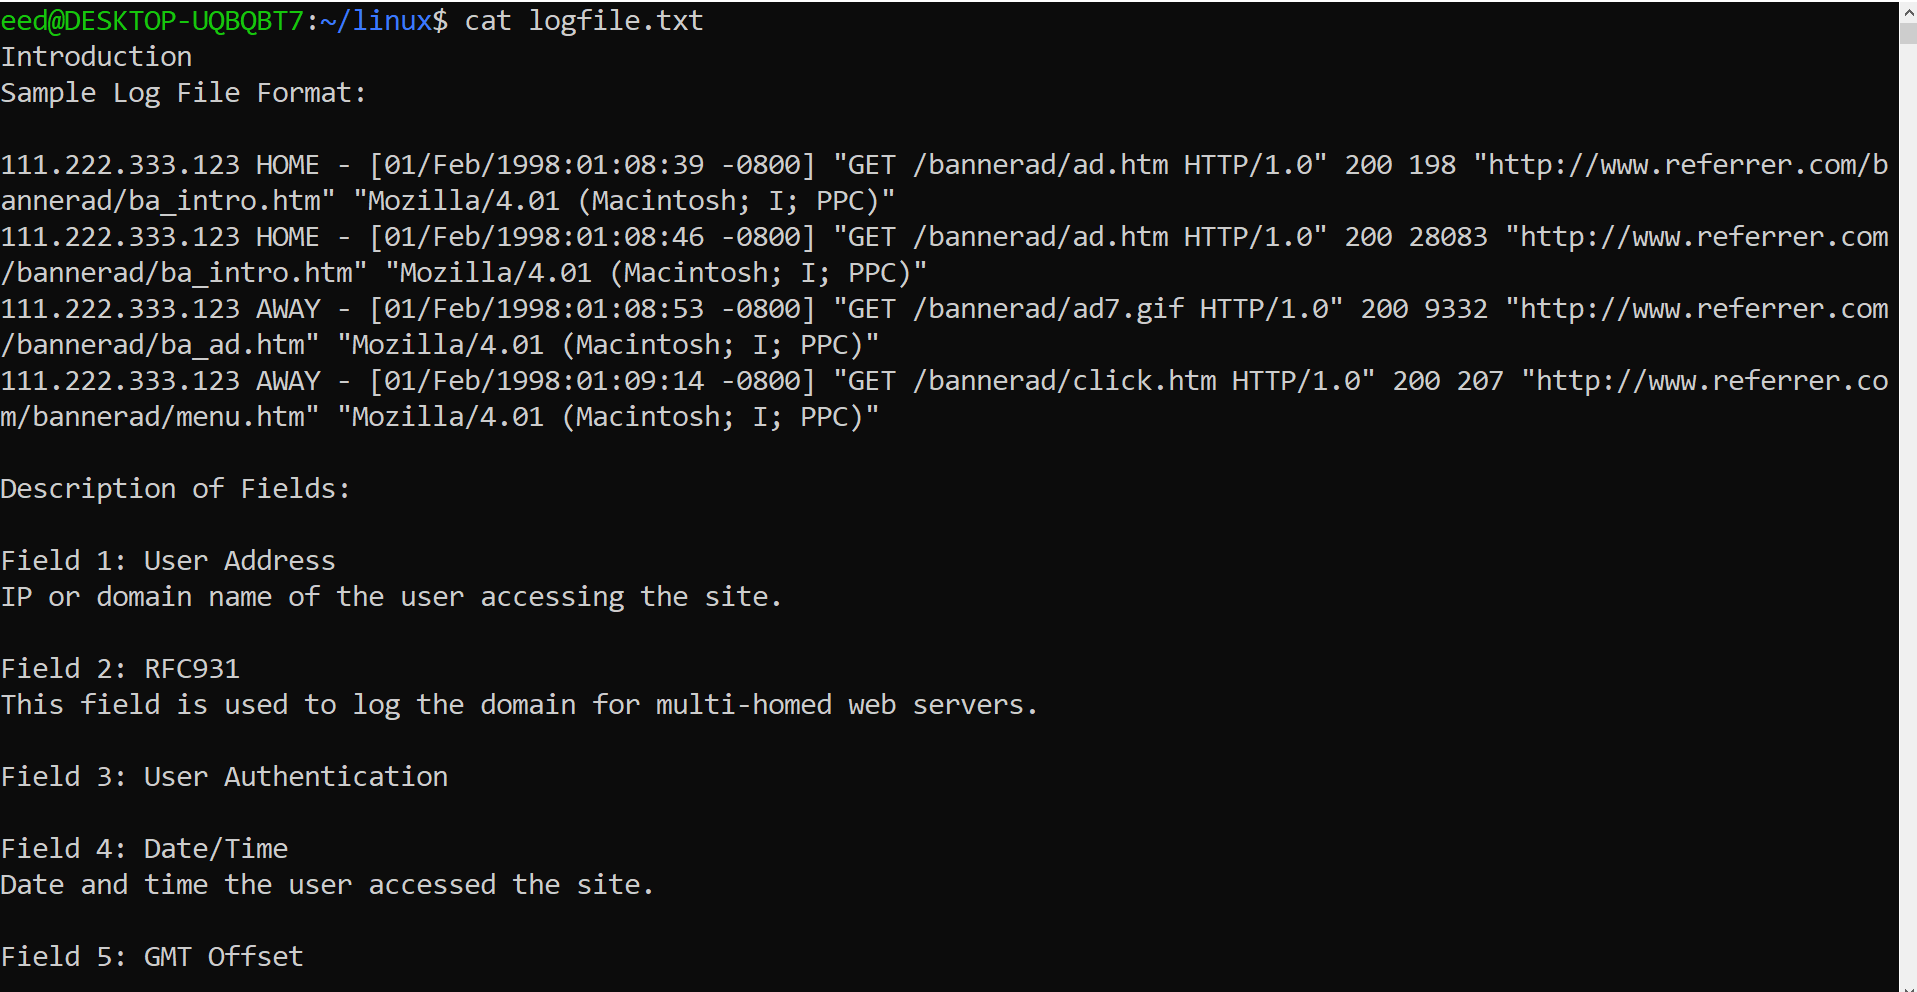 eed@DESKTOP-UQBQBT7:~/linux$ cat logfile.txt
Introduction
Sample Log File Format:
111.222.333.123 HOME - [01/Feb/1998:01:08:39 -0800] "GET /bannerad/ad.htm HTTP/1.0" 200 198 "http://www.referrer.com/b
annerad/ba_intro.htm" "Mozilla/4.01 (Macintosh; I; PPC)"
111.222.333.123 HOME - [01/Feb/1998:01:08:46 -0800] "GET /bannerad/ad.htm HTTP/1.0" 200 28083 "http://www.referrer.com
/bannerad/ba_intro.htm" "Mozilla/4.01 (Macintosh; I; PPC)"
111.222.333.123 AWAY - [01/Feb/1998:01:08:53 -0800] "GET /bannerad/ad7.gif HTTP/1.0" 200 9332 "http://www.referrer.com
/bannerad/ba_ad.htm" "Mozilla/4.01 (Macintosh; I; PPC)"
111.222.333.123 AWAY - [01/Feb/1998:01:09:14 -0800] "GET /bannerad/click.htm HTTP/1.0" 200 207 "http://www.referrer.co
m/bannerad/menu.htm" "Mozilla/4.01 (Macintosh; I; PPC)"
Description of Fields:
Field 1: User Address
IP or domain name of the user accessing the site.
Field 2: RFC931
This field is used to log the domain for multi-homed web servers.
Field 3: User Authentication
Field 4: Date/Time
Date and time the user accessed the site.
Field 5: GMT Offset